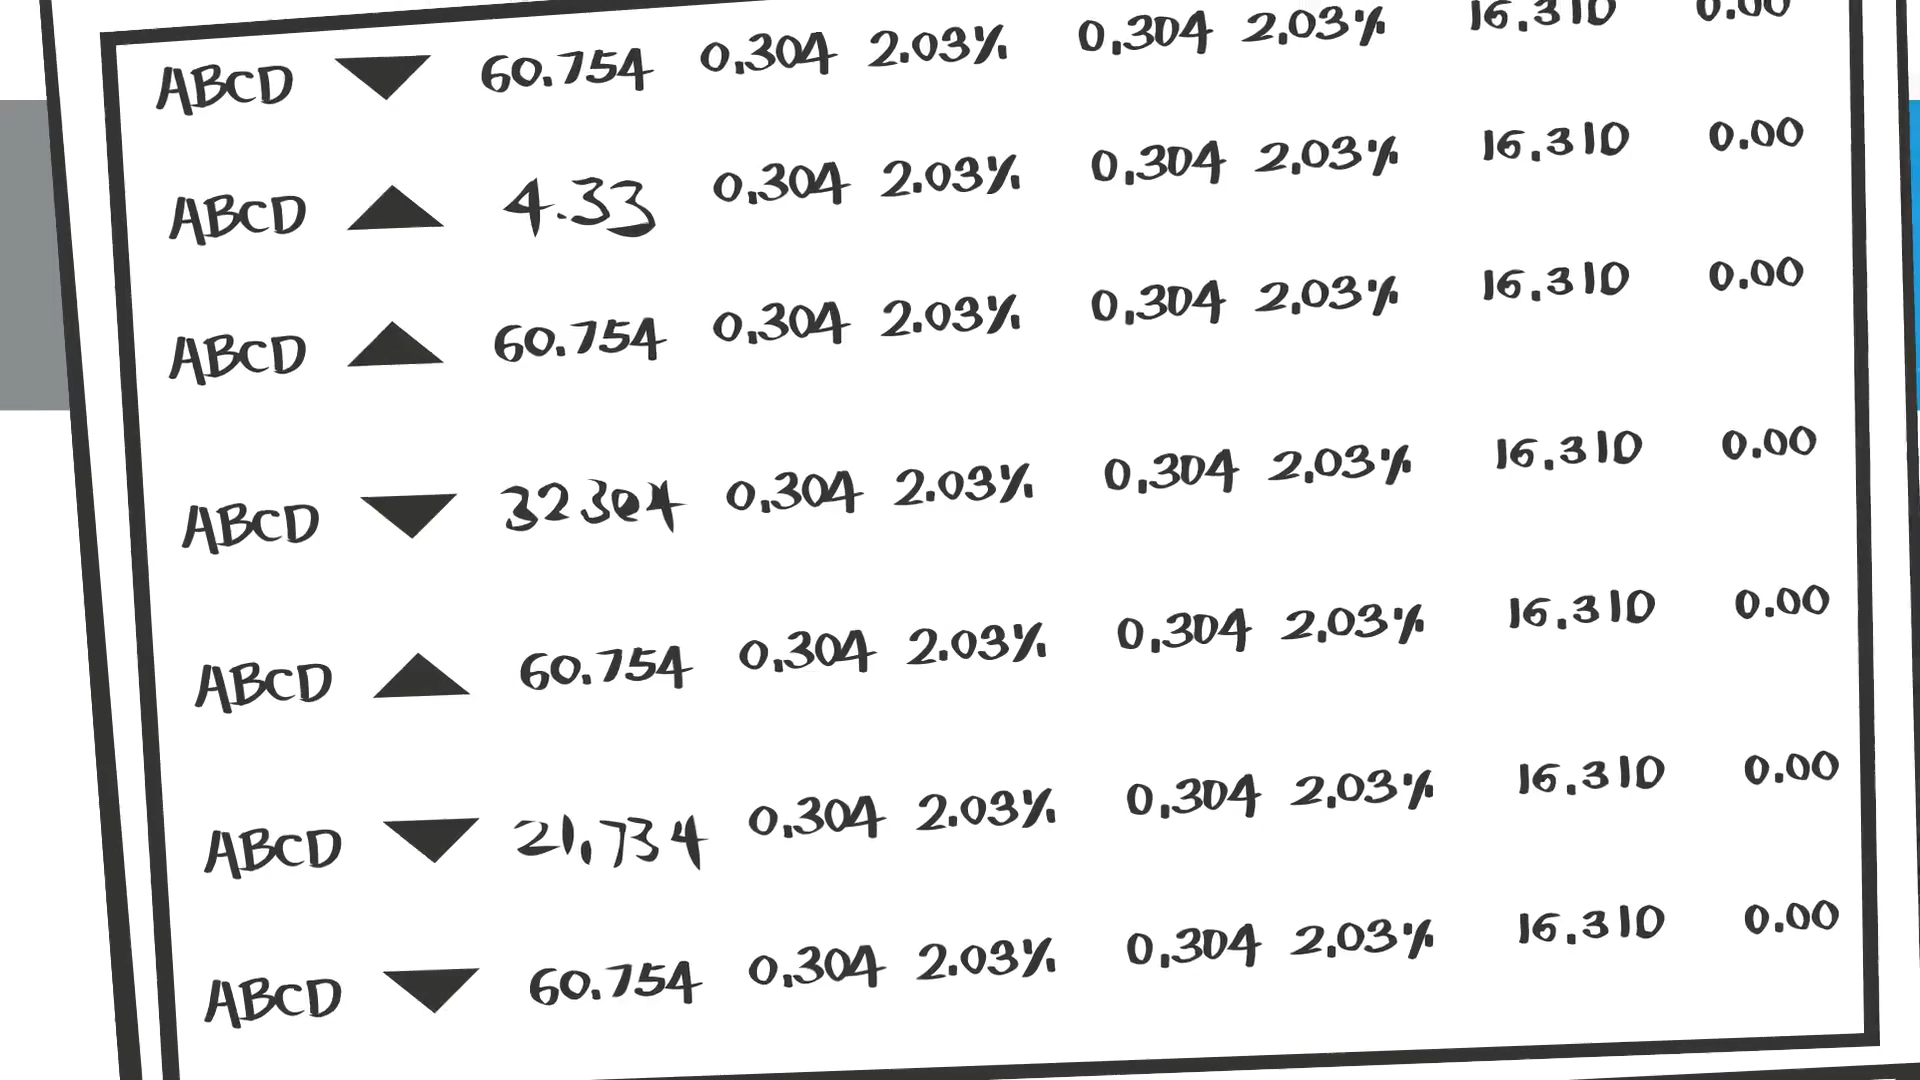 ABCD ▼ 60.754 0.304 2.03% 0.304 2.03% 16.310 0.00
ABCD ▲ 4.33 0.304 2.03% 0.304 2.03% 16.310 0.00
ABCD ▲ 60.754 0.304 2.03% 0.304 2.03% 16.310 0.00
ABCD ▼ 32304 0.304 2.03% 0.304 2.03% 16.310 0.00
ABCD ▲ 60.754 0.304 2.03% 0.304 2.03% 16.310 0.00
ABCD ▼ 21,734 0.304 2.03% 0.304 2.03% 16.310 0.00
ABCD ▼ 60.754 0.304 2.03% 0.304 2.03% 16.310 0.00